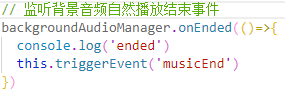 // 监听背景音频自然播放结束事件
backgroundAudioManager.onEnded(()=>{
  console.log('ended')
  this.triggerEvent('musicEnd')
})